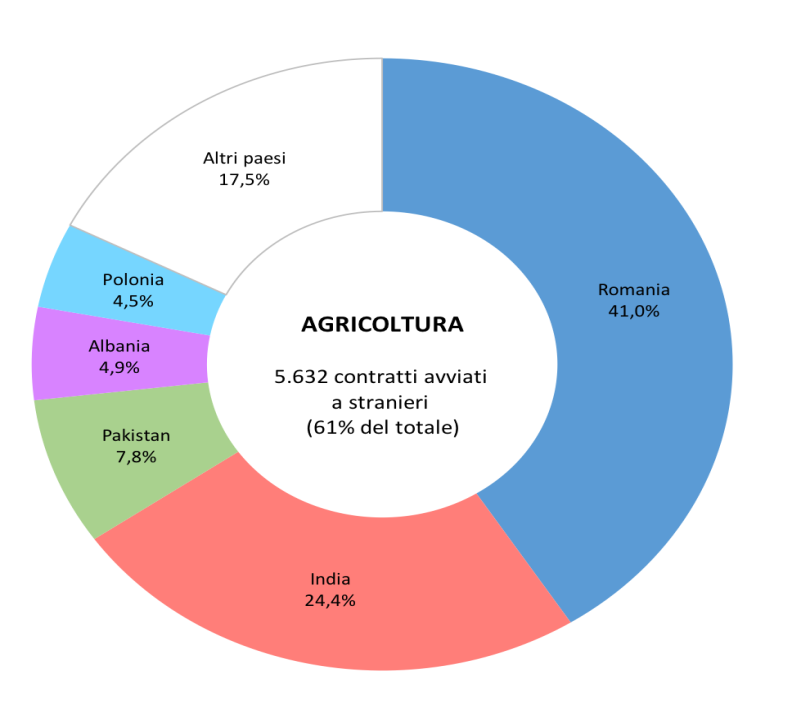 Altri paesi
17,5%
Romania
41,0%
Polonia
4,5%
AGRICOLTURA
5.632 contratti avviati
a stranieri
(61% del totale)
Albania
4,9%
Pakistan
7,8%
India
24,4%